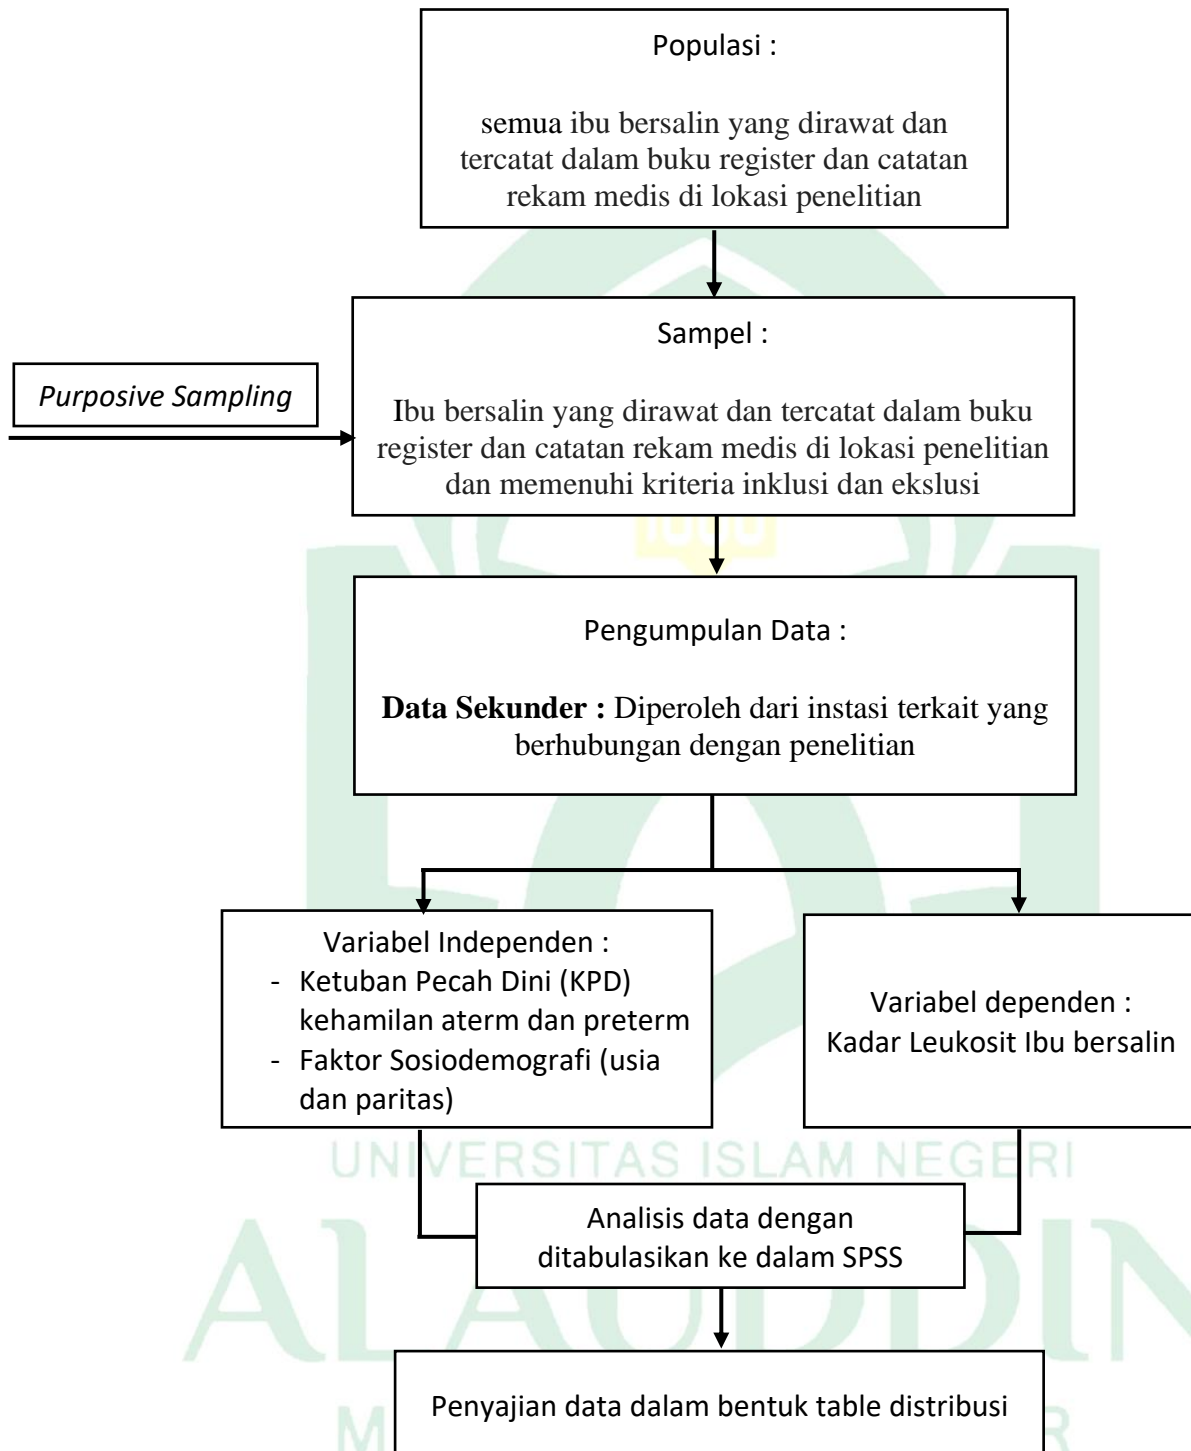 Populasi :
semua ibu bersalin yang dirawat dan
tercatat dalam buku register dan catatan
rekam medis di lokasi penelitian
Sampel :
Purposive Sampling
Ibu bersalin yang dirawat dan tercatat dalam buku
register dan catatan rekam medis di lokasi penelitian
dan memenuhi kriteria inklusi dan ekslusi
Pengumpulan Data :
Data Sekunder : Diperoleh dari instasi terkait yang
berhubungan dengan penelitian
Variabel Independen :
- Ketuban Pecah Dini (KPD)
kehamilan aterm dan preterm
- Faktor Sosiodemografi (usia
dan paritas)
Variabel dependen :
Kadar Leukosit Ibu bersalin
UNIVERSITAS ISLAM NEGERI
Analisis data dengan
ditabulasikan ke dalam SPSS
ALAUDDIN
Penyajian data dalam bentuk table distribusi